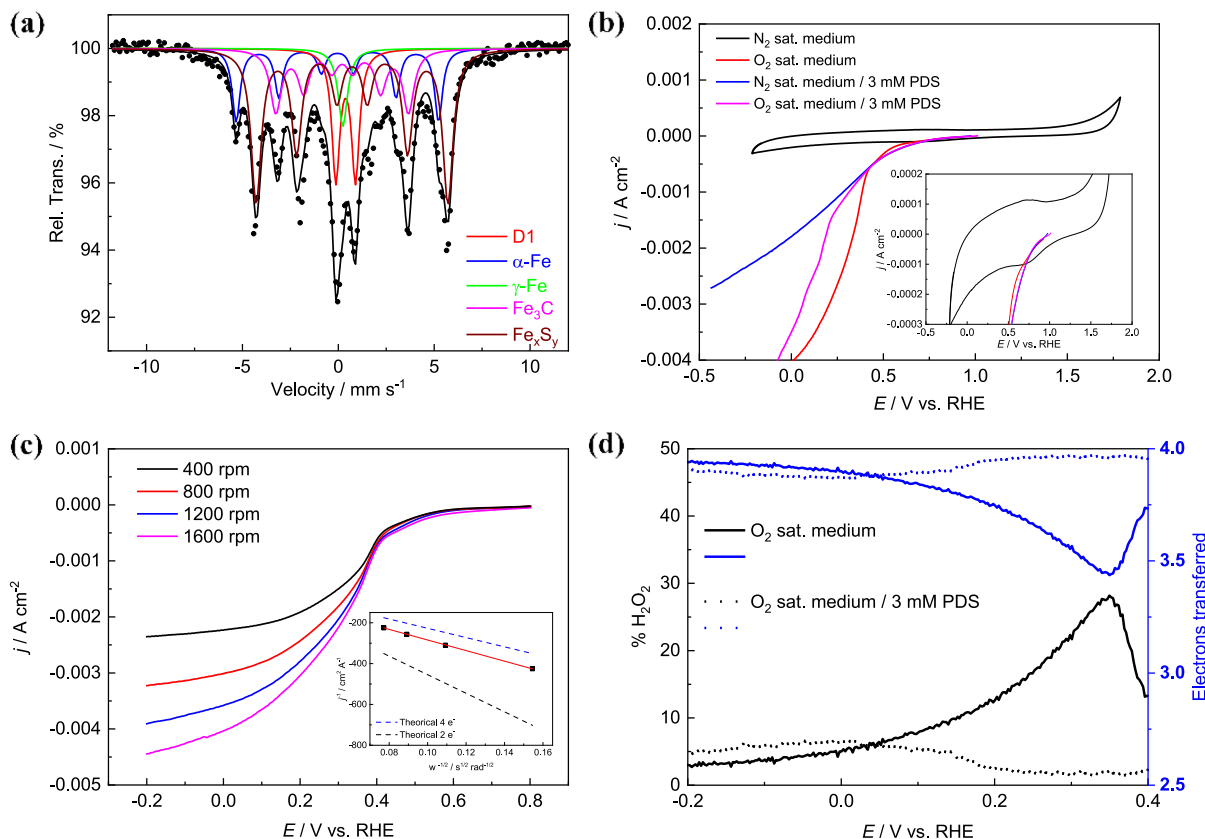 (a)
100
98
96
94
92
Rel. Trans. / %
-10
-5
0
5
10
Velocity / mm s⁻¹
D1
α-Fe
γ-Fe
Fe₃C
FeₓSᵧ
(b)
0.002
0.001
0.000
-0.001
-0.002
-0.003
-0.004
j / A cm⁻²
-0.5
0.0
0.5
1.0
1.5
2.0
E / V vs. RHE
N₂ sat. medium
O₂ sat. medium
N₂ sat. medium / 3 mM PDS
O₂ sat. medium / 3 mM PDS
0.0002
0.0001
0.0000
-0.0001
-0.0002
-0.0003
j / A cm⁻²
-0.5
0.0
0.5
1.0
1.5
2.0
E / V vs. RHE
(c)
0.001
0.000
-0.001
-0.002
-0.003
-0.004
-0.005
j / A cm⁻²
-0.2
0.0
0.2
0.4
0.6
0.8
E / V vs. RHE
400 rpm
800 rpm
1200 rpm
1600 rpm
-200
-400
-600
-800
j⁻¹ / cm² A⁻¹
0.08
0.10
0.12
0.14
0.16
w⁻¹/² / s¹/² rad⁻¹/²
Theorical 4 e⁻
Theorical 2 e⁻
(d)
50
40
30
20
10
0
% H₂O₂
-0.2
0.0
0.2
0.4
E / V vs. RHE
4.0
3.5
3.0
2.5
Electrons transferred
O₂ sat. medium
O₂ sat. medium / 3 mM PDS